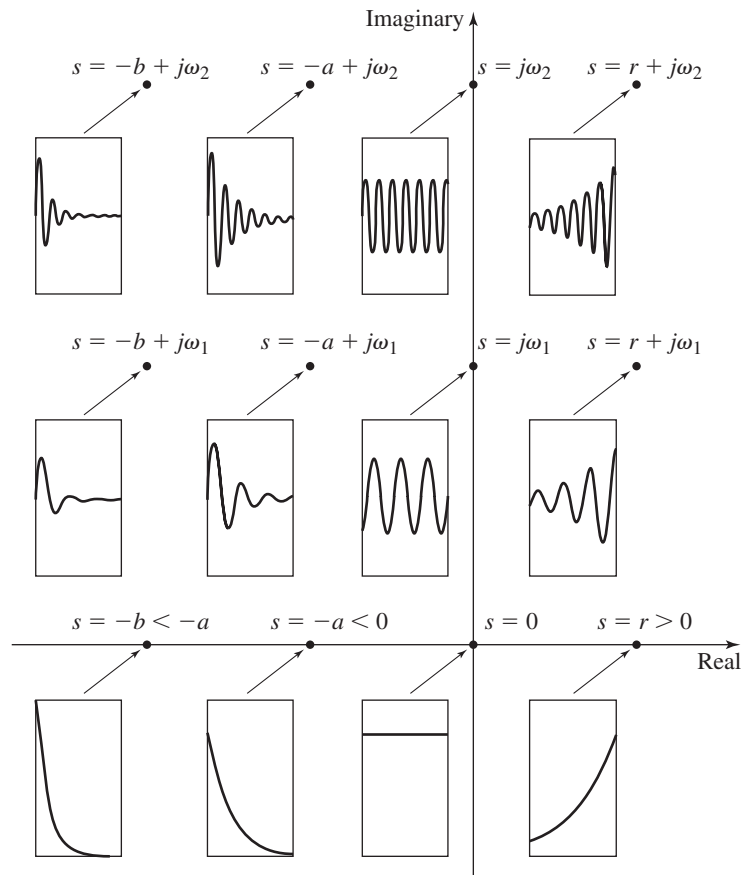 Imaginary
s = −b + jω₂
s = −a + jω₂
s = jω₂
s = r + jω₂
s = −b + jω₁
s = −a + jω₁
s = jω₁
s = r + jω₁
s = −b < −a
s = −a < 0
s = 0
s = r > 0
Real